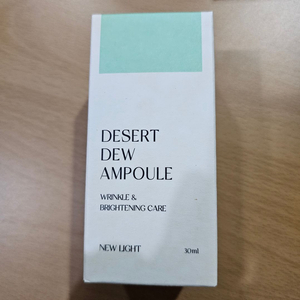 DESERT
DEW
AMPOULE
WRINKLE &
BRIGHTENING CARE
NEW LIGHT 30ml